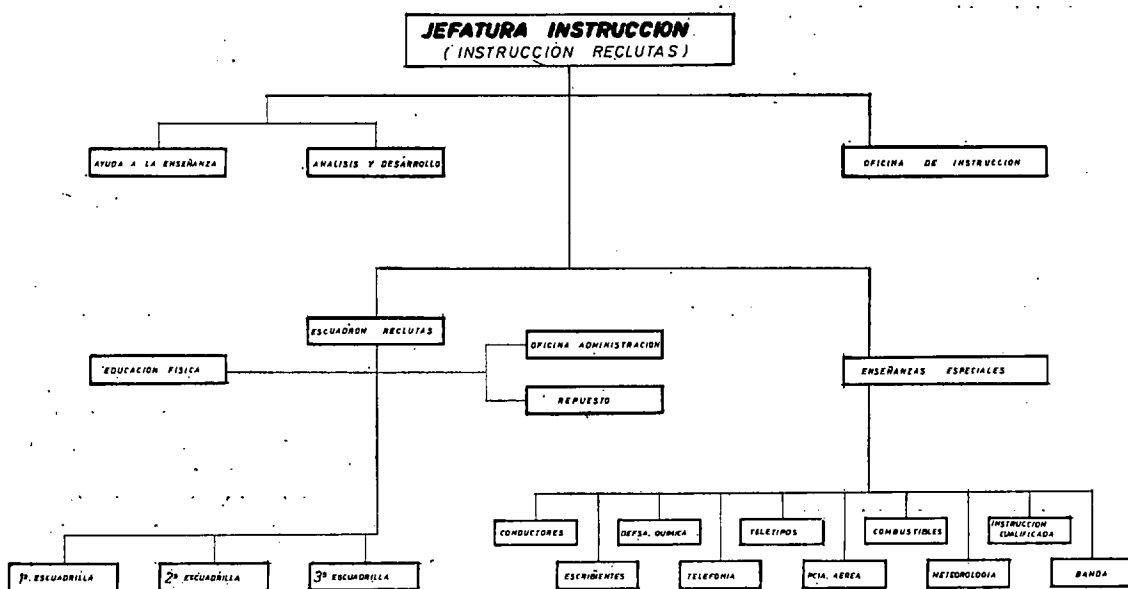 JEFATURA INSTRUCCION
(INSTRUCCIÓN RECLUTAS)
AYUDA A LA ENSEÑANZA
ANALISIS Y DESARROLLO
OFICINA DE INSTRUCCION
ESCUADRON RECLUTAS
OFICINA ADMINISTRACION
EDUCACION FISICA
ENSEÑANZAS ESPECIALES
REPUESTO
CONDUCTORES
DEFSA. QUIMICA
TELETIPOS
COMBUSTIBLES
INSTRUCCION
CUALIFICADA
1ª. ESCUADRILLA
2ª ESCUADRILLA
3ª ESCUADRILLA
ESCRIBIENTES
TELEFONIA
PCIA. AEREA
METEOROLOGIA
BANDA